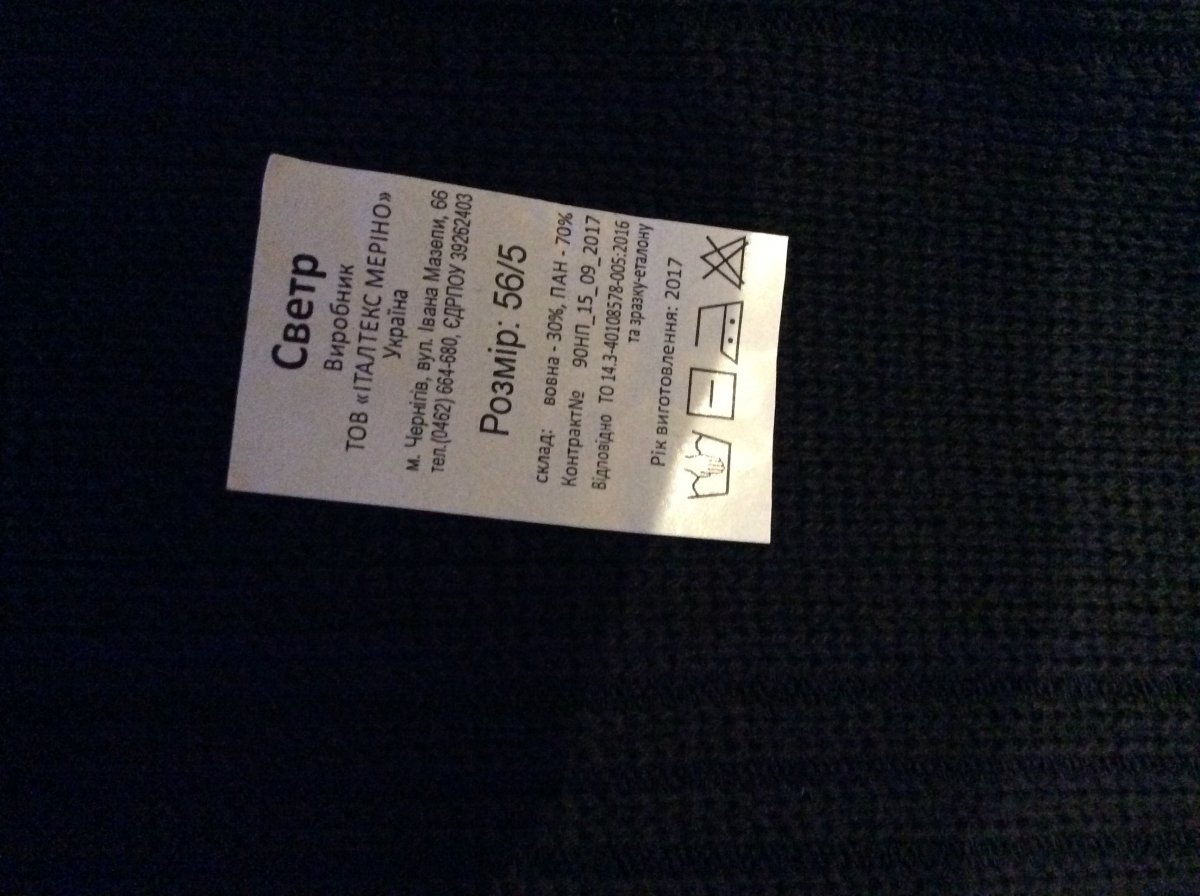 Светр
Виробник
ТОВ «ІТАЛТЕКС МЕРІНО»
Україна
м. Чернігів, вул. Івана Мазепи, 66
тел.(0462) 664-680, ЄДРПОУ 39262403
Розмір: 56/5
склад: вовна - 30%, ПАН - 70%
Контракт№ 90НП_15_09_2017
Відповідно ТО 14.3-40108578-005:2016
та зразку-еталону
Рік виготовлення: 2017